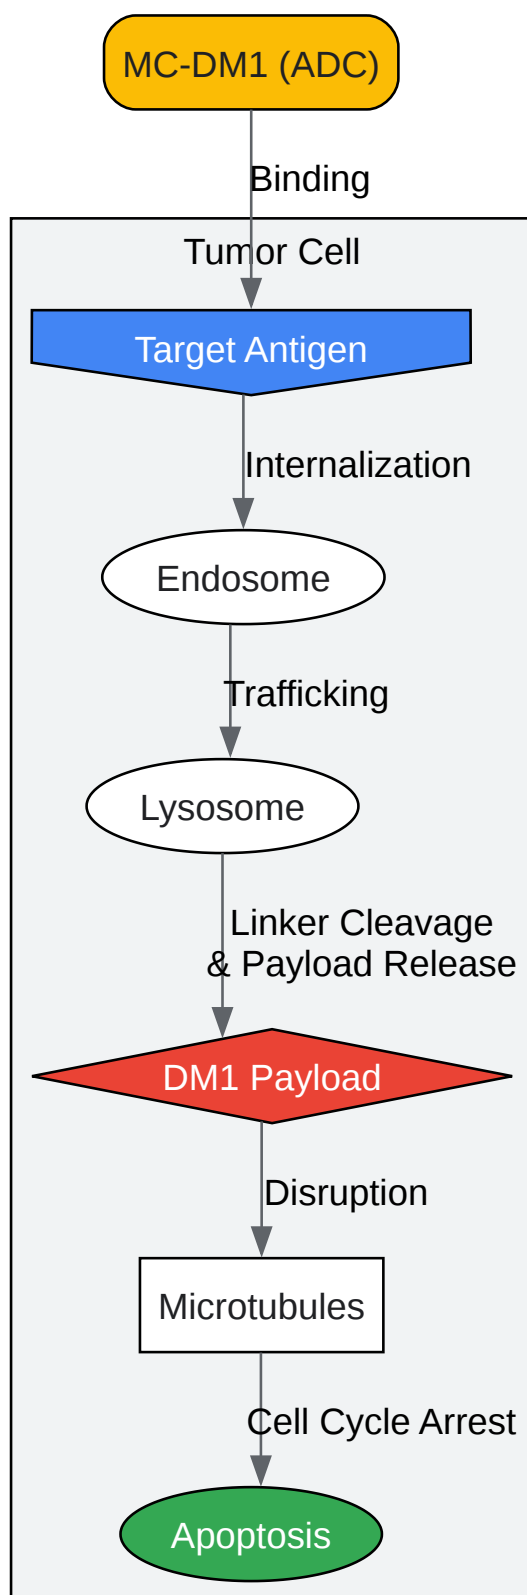 MC-DM1 (ADC)
Binding
Tumor Cell
Target Antigen
Internalization
Endosome
Trafficking
Lysosome
Linker Cleavage
& Payload Release
DM1 Payload
Disruption
Microtubules
Cell Cycle Arrest
Apoptosis